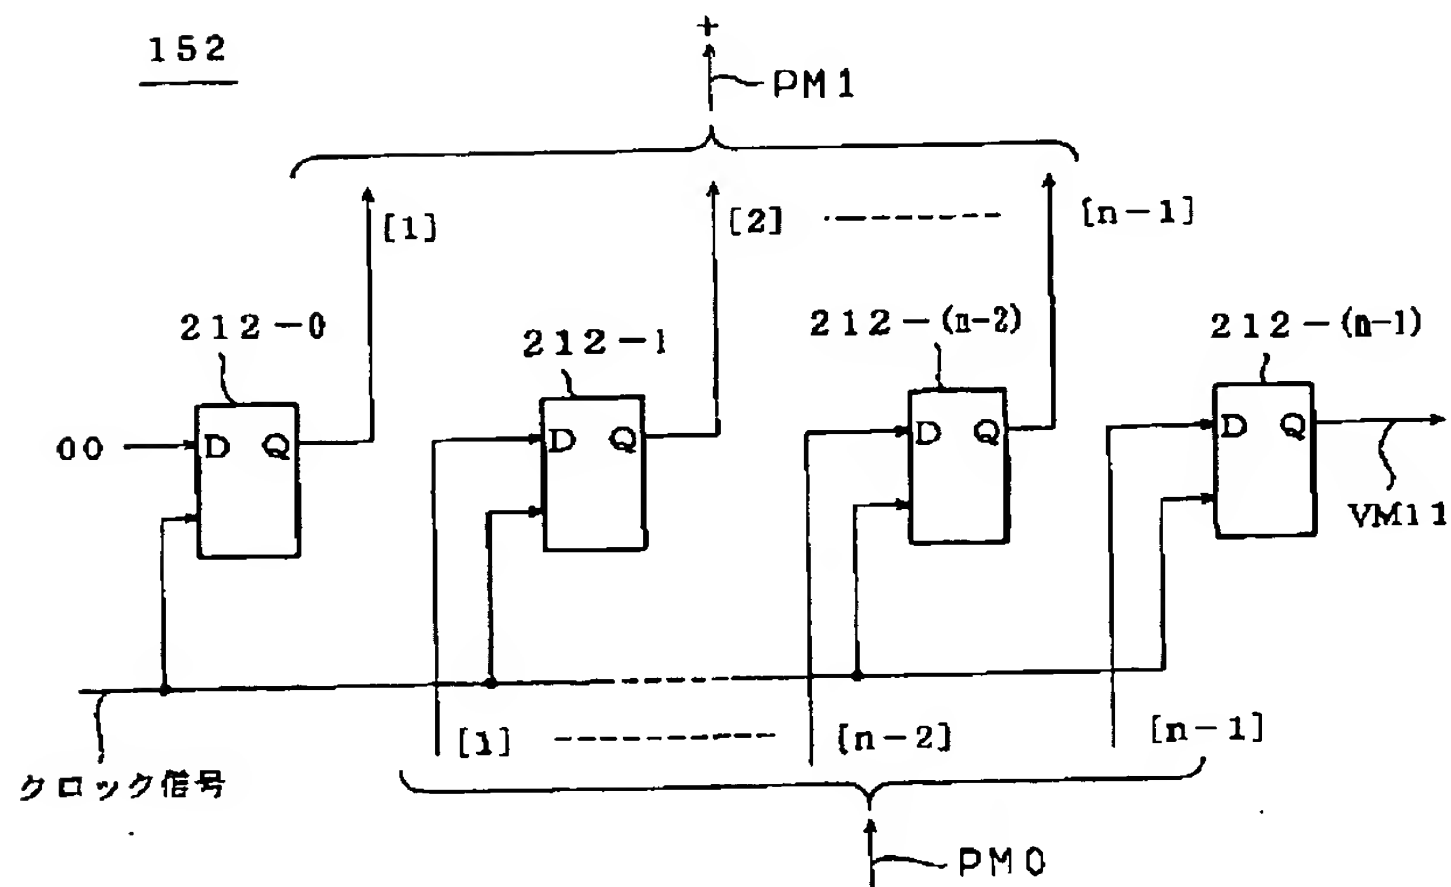 152
+
PM1
[1]
[2]
[n-1]
212-0
212-1
212-(n-2)
212-(n-1)
00
D Q
D Q
D Q
D Q
VM11
[1]
[n-2]
[n-1]
クロック信号
PM0